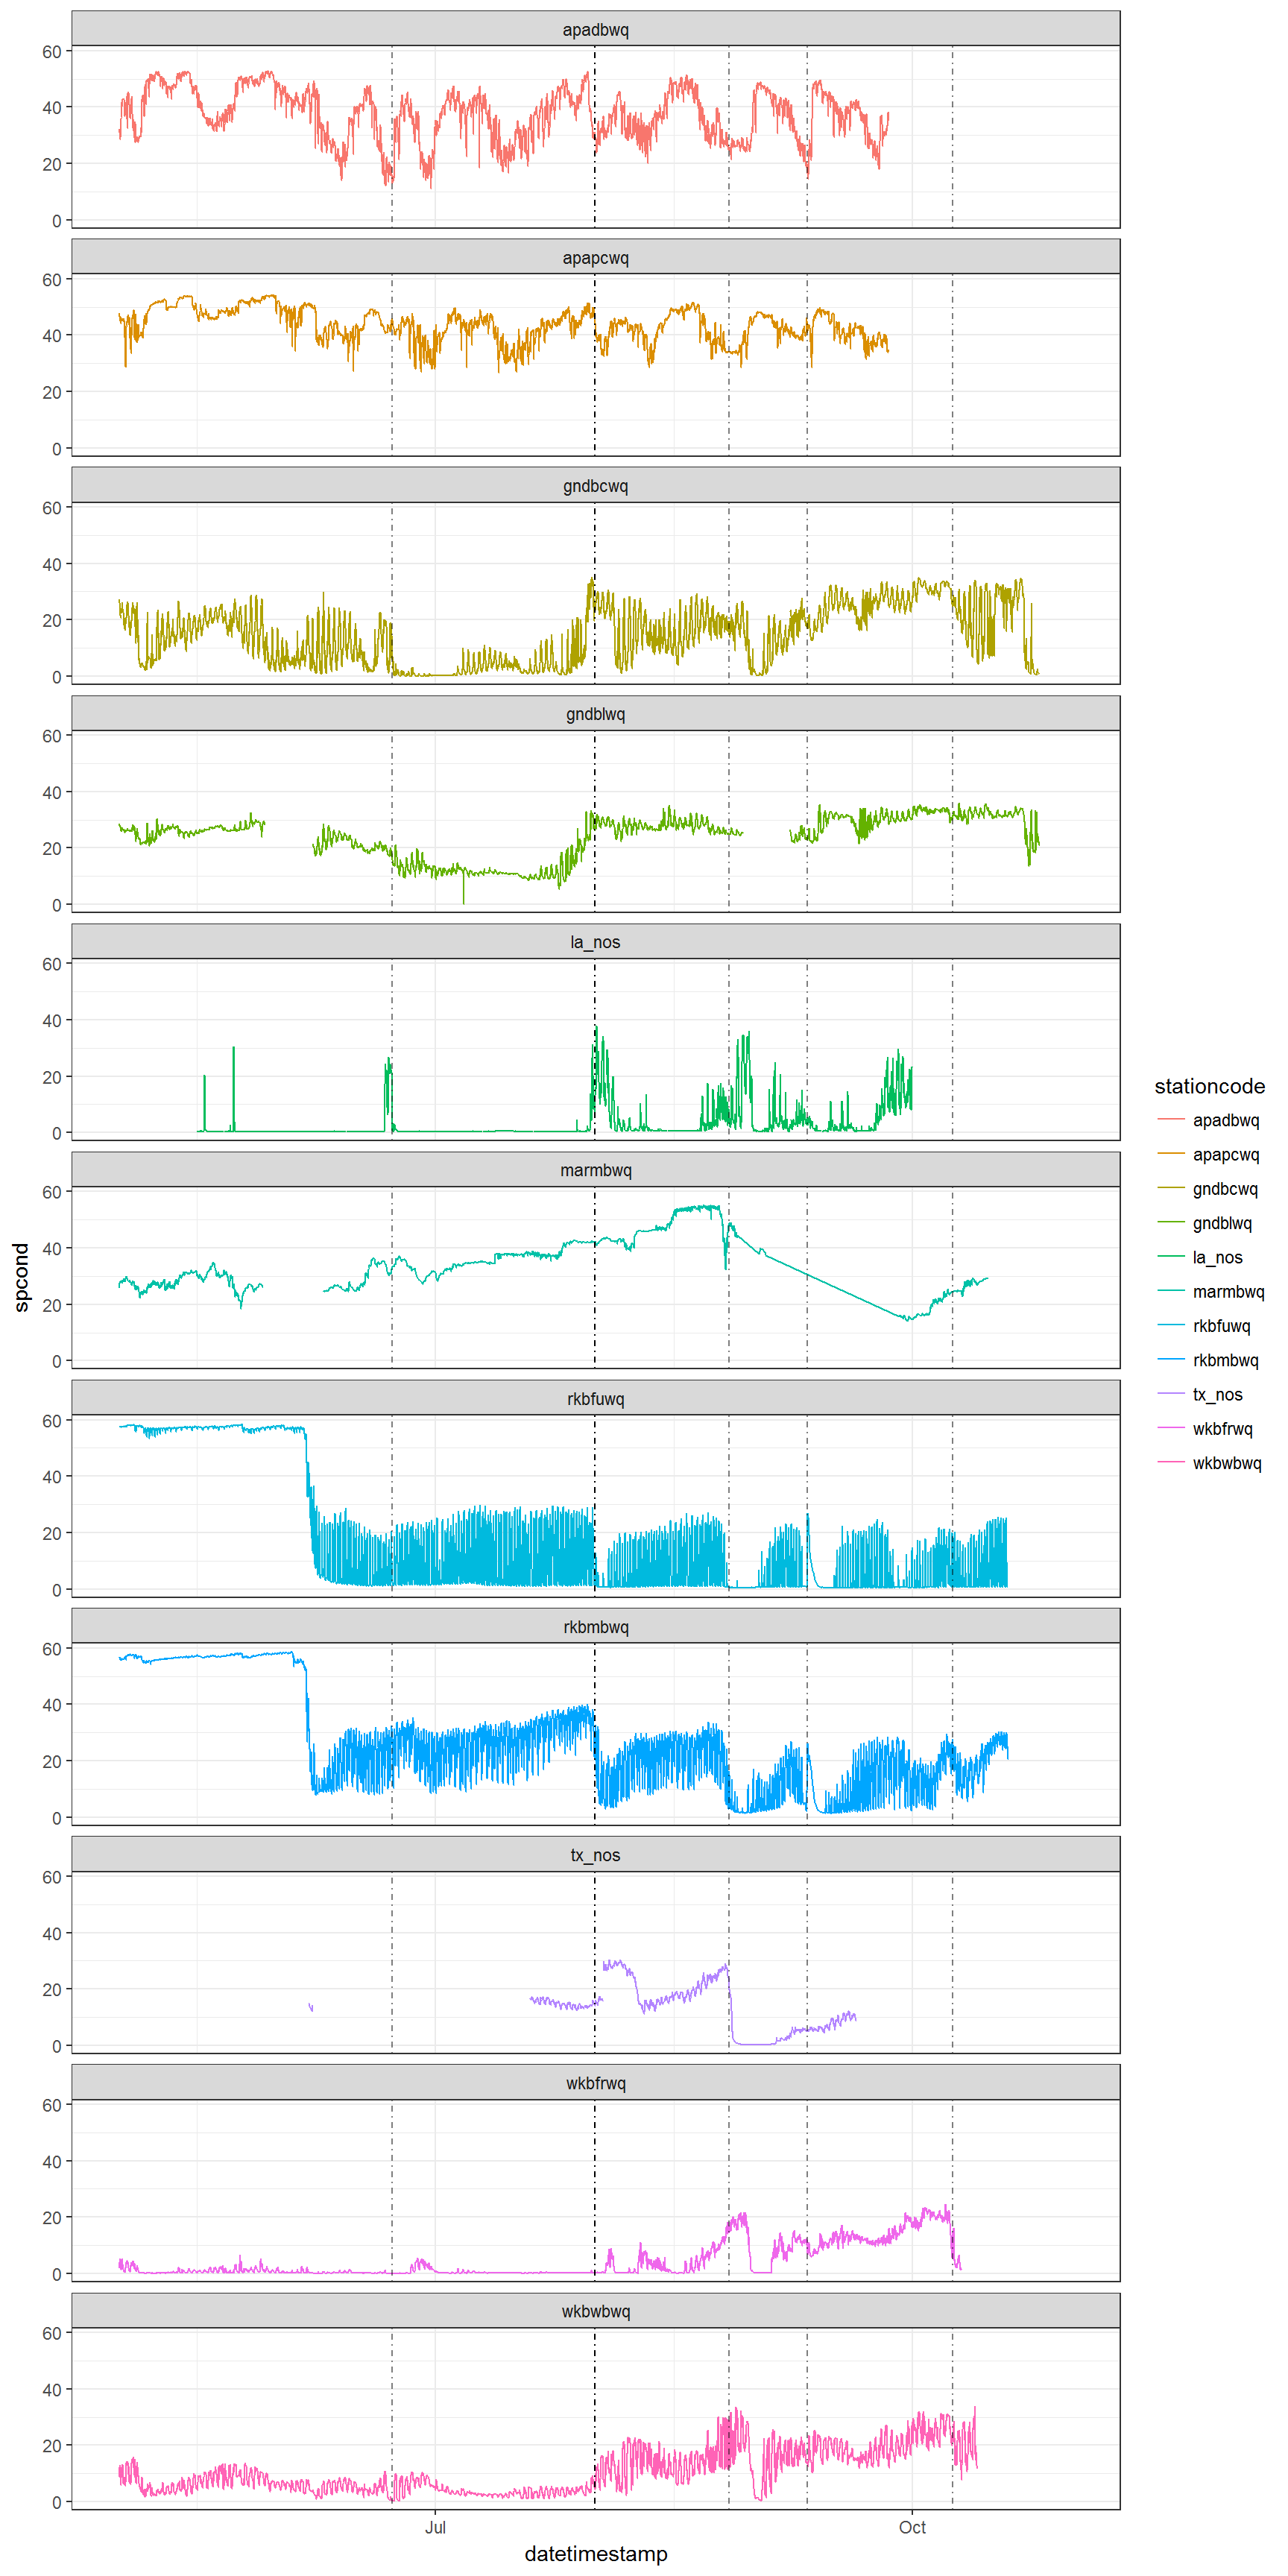 apadbwq
60
40
20
0
apapcwq
60
40
20
0
gndbcwq
60
40
20
0
gndblwq
60
40
20
0
la_nos
60
40
20
0
marmbwq
60
40
20
0
rkbfuwq
60
40
20
0
rkbmbwq
60
40
20
0
tx_nos
60
40
20
0
wkbfrwq
60
40
20
0
wkbwbwq
60
40
20
0
Jul Oct
datetimestamp
spcond
stationcode
apadbwq
apapcwq
gndbcwq
gndblwq
la_nos
marmbwq
rkbfuwq
rkbmbwq
tx_nos
wkbfrwq
wkbwbwq